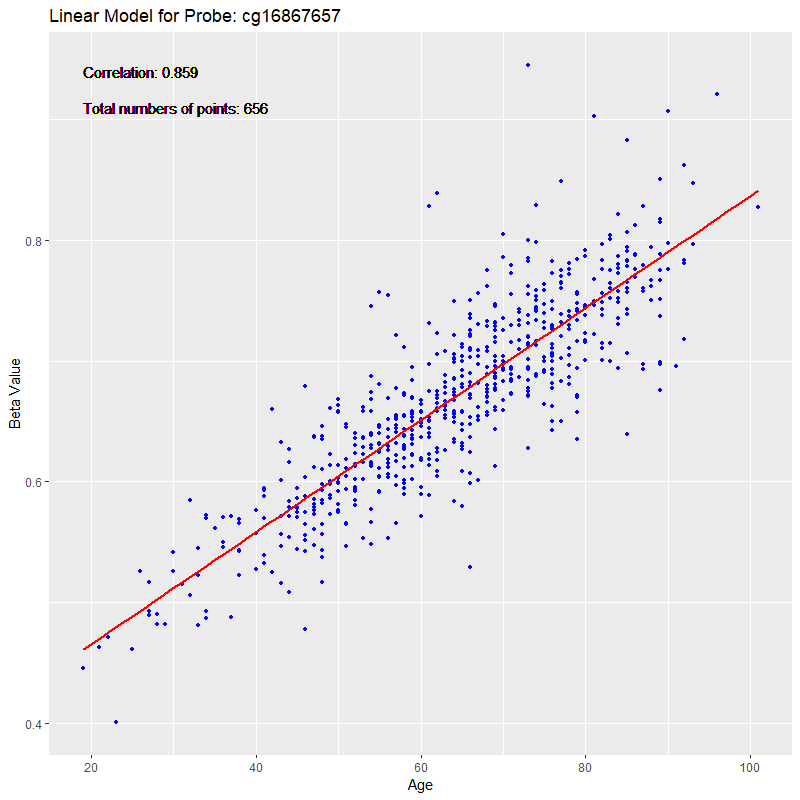 Linear Model for Probe: cg16867657
Correlation: 0.859
Total numbers of points: 656
0.8
0.6
0.4
Beta Value
20 40 60 80 100
Age